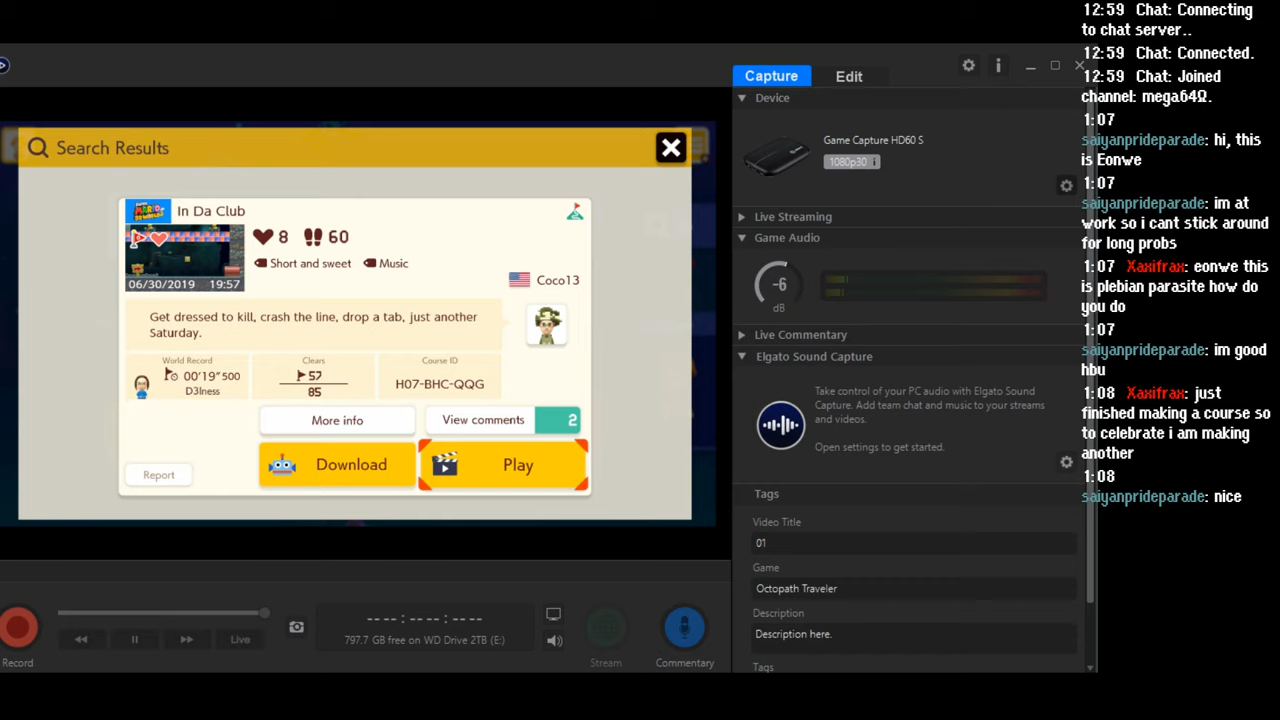 Search Results
In Da Club
8
60
Short and sweet
Music
06/30/2019 19:57
Coco13
Get dressed to kill, crash the line, drop a tab, just another
Saturday.
World Record
00'19"500
D3lness
Clears
57
85
Course ID
H07-BHC-QQG
More info
View comments
2
Report
Download
Play
Record
Live
---- : ---- : ----
797.7 GB free on WD Drive 2TB (E:)
Stream
Commentary
Capture
Edit
Device
Game Capture HD60 S
1080p30
Live Streaming
Game Audio
-6
dB
Live Commentary
Elgato Sound Capture
Take control of your PC audio with Elgato Sound
Capture. Add team chat and music to your streams
and videos.
Open settings to get started.
Tags
Video Title
01
Game
Octopath Traveler
Description
Description here.
Tags
12:59 Chat: Connecting
to chat server..
12:59 Chat: Connected.
12:59 Chat: Joined
channel: mega64Ω.
1:07
saiyanprideparade: hi, this
is Eonwe
1:07
saiyanprideparade: im at
work so i cant stick around
for long probs
1:07 Xaxifrax: eonwe this
is plebian parasite how do
you do
1:07
saiyanprideparade: im good
hbu
1:08 Xaxifrax: just
finished making a course so
to celebrate i am making
another
1:08
saiyanprideparade: nice